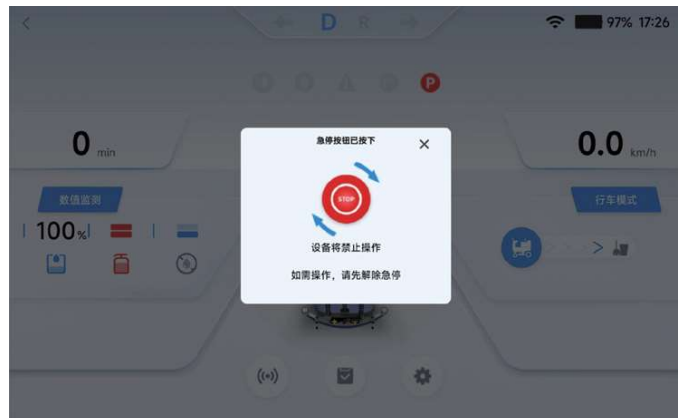 D R
97% 17:26
P
0 min
急停按钮已按下
0.0 km/h
数值监测
STOP
行车模式
100%
设备将禁止操作
如需操作，请先解除急停